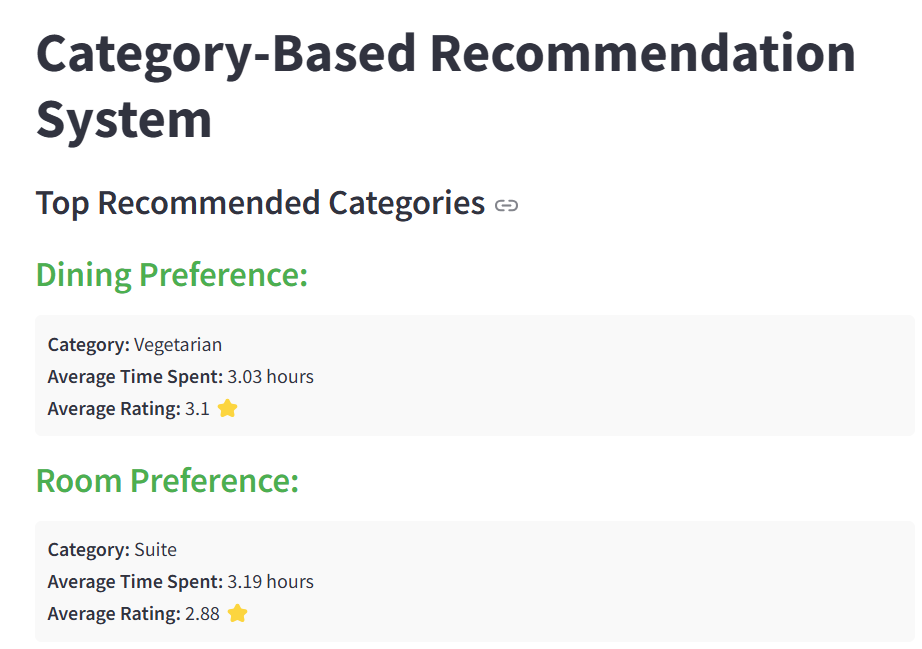 Category-Based Recommendation
System
Top Recommended Categories
Dining Preference:
Category: Vegetarian
Average Time Spent: 3.03 hours
Average Rating: 3.1 ⭐
Room Preference:
Category: Suite
Average Time Spent: 3.19 hours
Average Rating: 2.88 ⭐